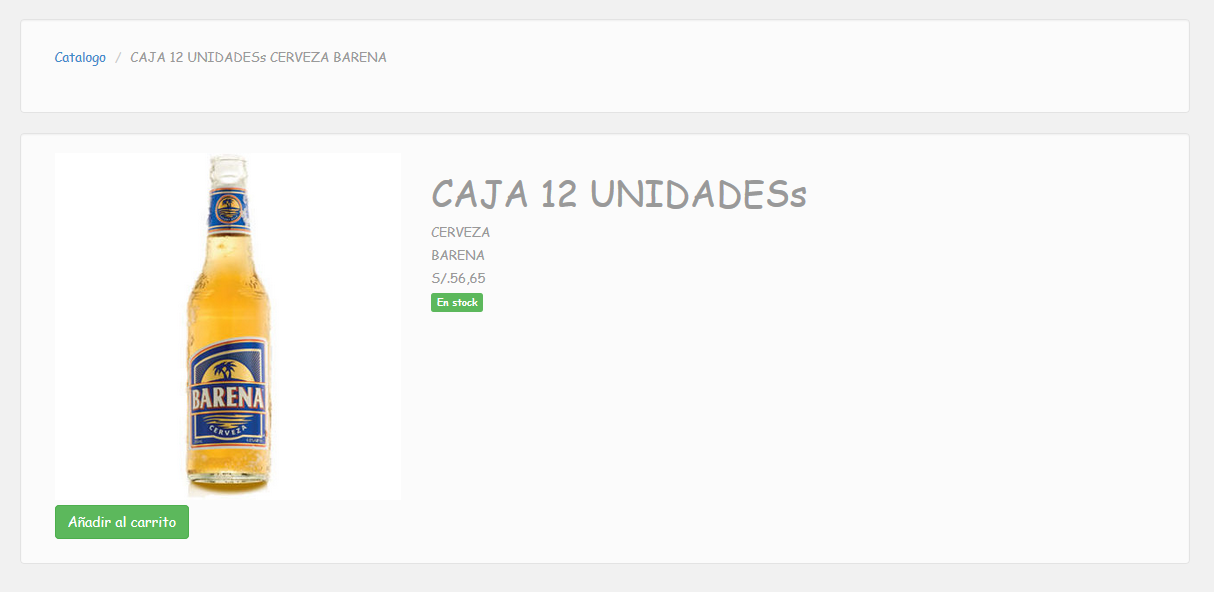 Catalogo / CAJA 12 UNIDADESs CERVEZA BARENA
CAJA 12 UNIDADESs
CERVEZA
BARENA
S/.56,65
En stock
BARENA
CERVEZA
Añadir al carrito